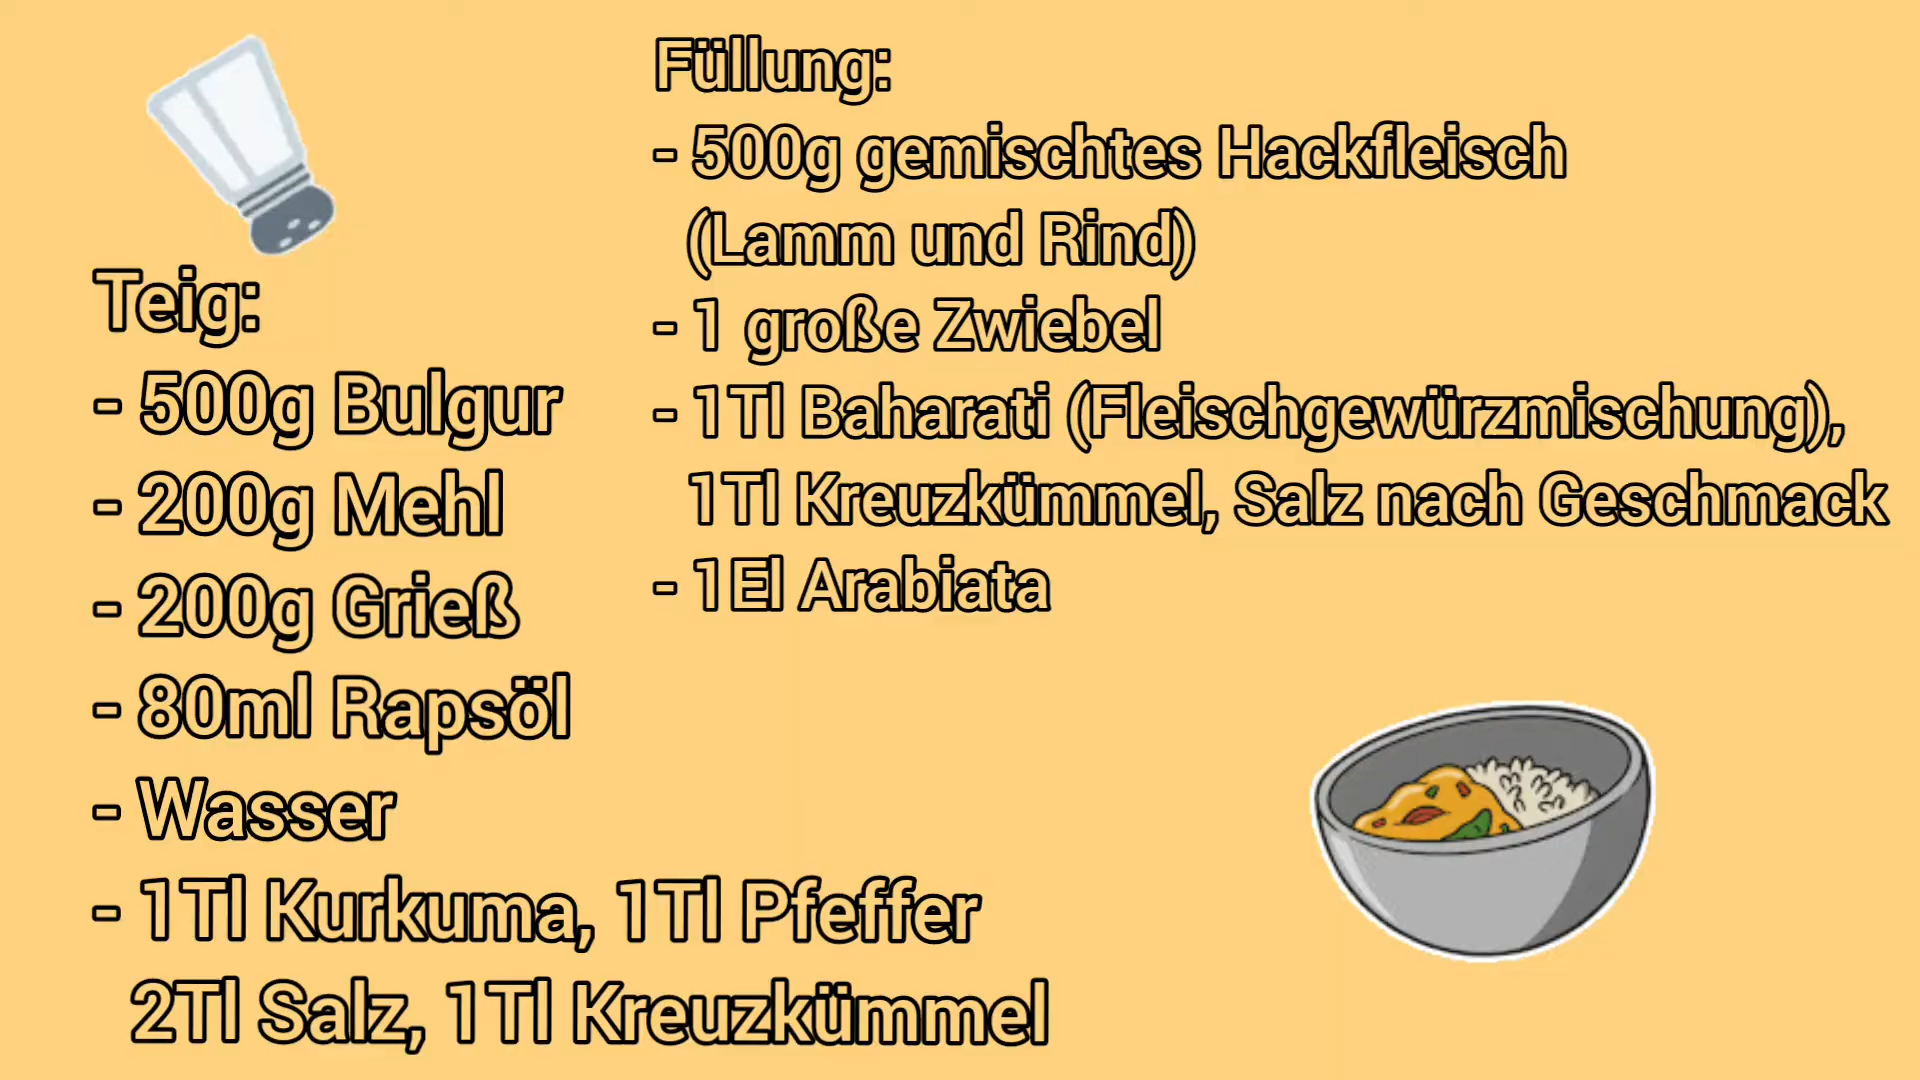 Teig:
- 500g Bulgur
- 200g Mehl
- 200g Grieß
- 80ml Rapsöl
- Wasser
- 1Tl Kurkuma, 1Tl Pfeffer
2Tl Salz, 1Tl Kreuzkümmel
Füllung:
- 500g gemischtes Hackfleisch
(Lamm und Rind)
- 1 große Zwiebel
- 1Tl Baharati (Fleischgewürzmischung),
1Tl Kreuzkümmel, Salz nach Geschmack
- 1El Arabiata